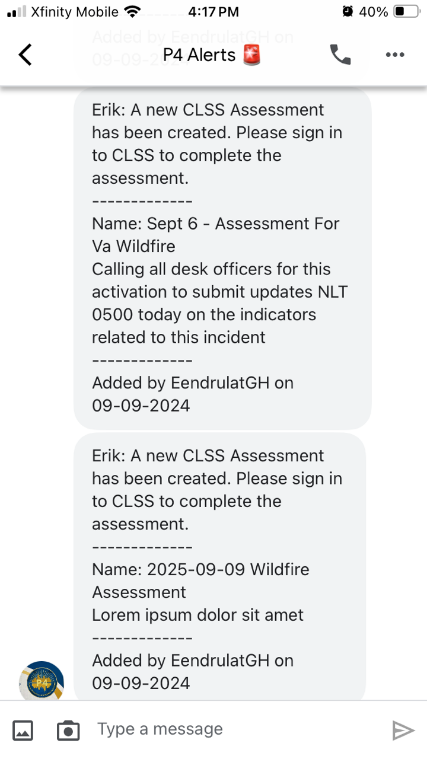 Xfinity Mobile 4:17 PM 40%
Added by EendrulatGH on
09-09-202
P4 Alerts
Erik: A new CLSS Assessment
has been created. Please sign in
to CLSS to complete the
assessment.
-------------
Name: Sept 6 - Assessment For
Va Wildfire
Calling all desk officers for this
activation to submit updates NLT
0500 today on the indicators
related to this incident
-------------
Added by EendrulatGH on
09-09-2024
Erik: A new CLSS Assessment
has been created. Please sign in
to CLSS to complete the
assessment.
-------------
Name: 2025-09-09 Wildfire
Assessment
Lorem ipsum dolor sit amet
-------------
Added by EendrulatGH on
09-09-2024
P4
Type a message